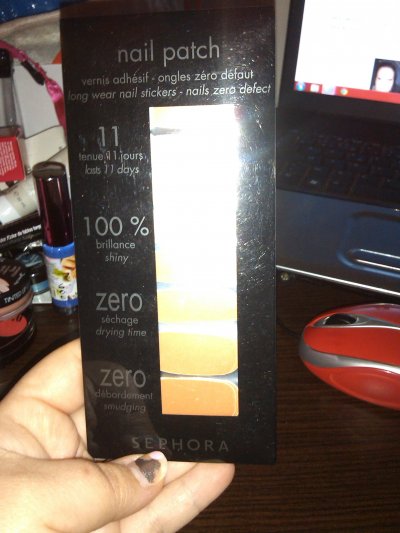 nail patch
vernis adhésif - ongles zéro défaut
long wear nail stickers - nails zero defect
11
tenue 11 jours
lasts 11 days
100 %
brillance
shiny
zero
séchage
drying time
zero
débordement
smudging
SEPHORA